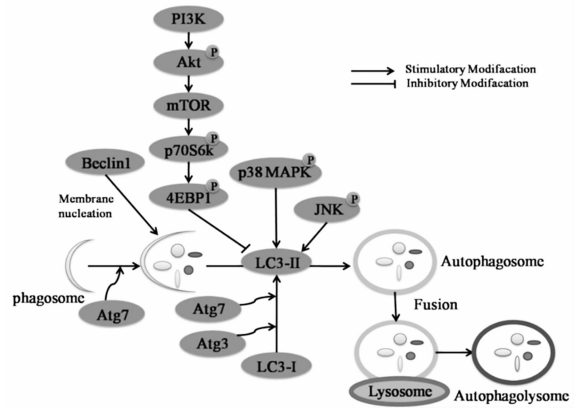 PI3K
Akt
P
mTOR
p70S6k
P
4EBP1
P
Stimulatory Modifacation
Inhibitory Modifacation
Beclin1
Membrane
nucleation
p38 MAPK
P
JNK
P
LC3-II
phagosome
Atg7
Atg7
Atg3
LC3-I
Autophagosome
Fusion
Lysosome
Autophagolysome